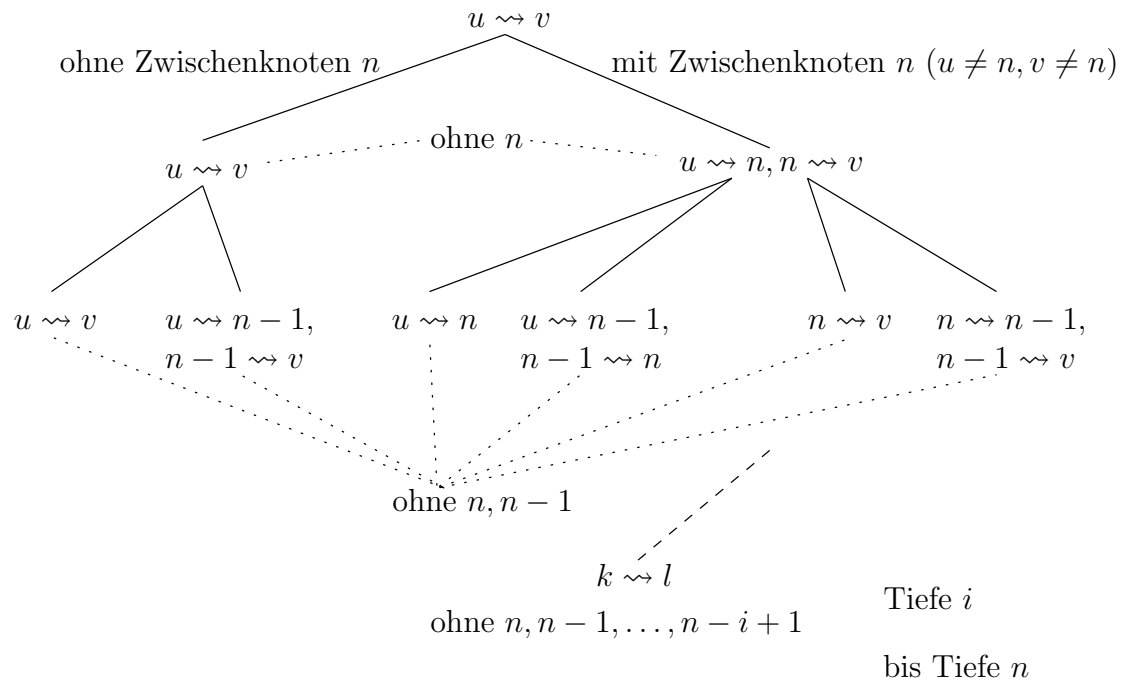 u ⇝ v
ohne Zwischenknoten n
mit Zwischenknoten n (u ≠ n, v ≠ n)
ohne n
u ⇝ v
u ⇝ n, n ⇝ v
u ⇝ v
u ⇝ n − 1,
n − 1 ⇝ v
u ⇝ n
u ⇝ n − 1,
n − 1 ⇝ n
n ⇝ v
n ⇝ n − 1,
n − 1 ⇝ v
ohne n, n − 1
k ⇝ l
ohne n, n − 1, . . . , n − i + 1
Tiefe i
bis Tiefe n